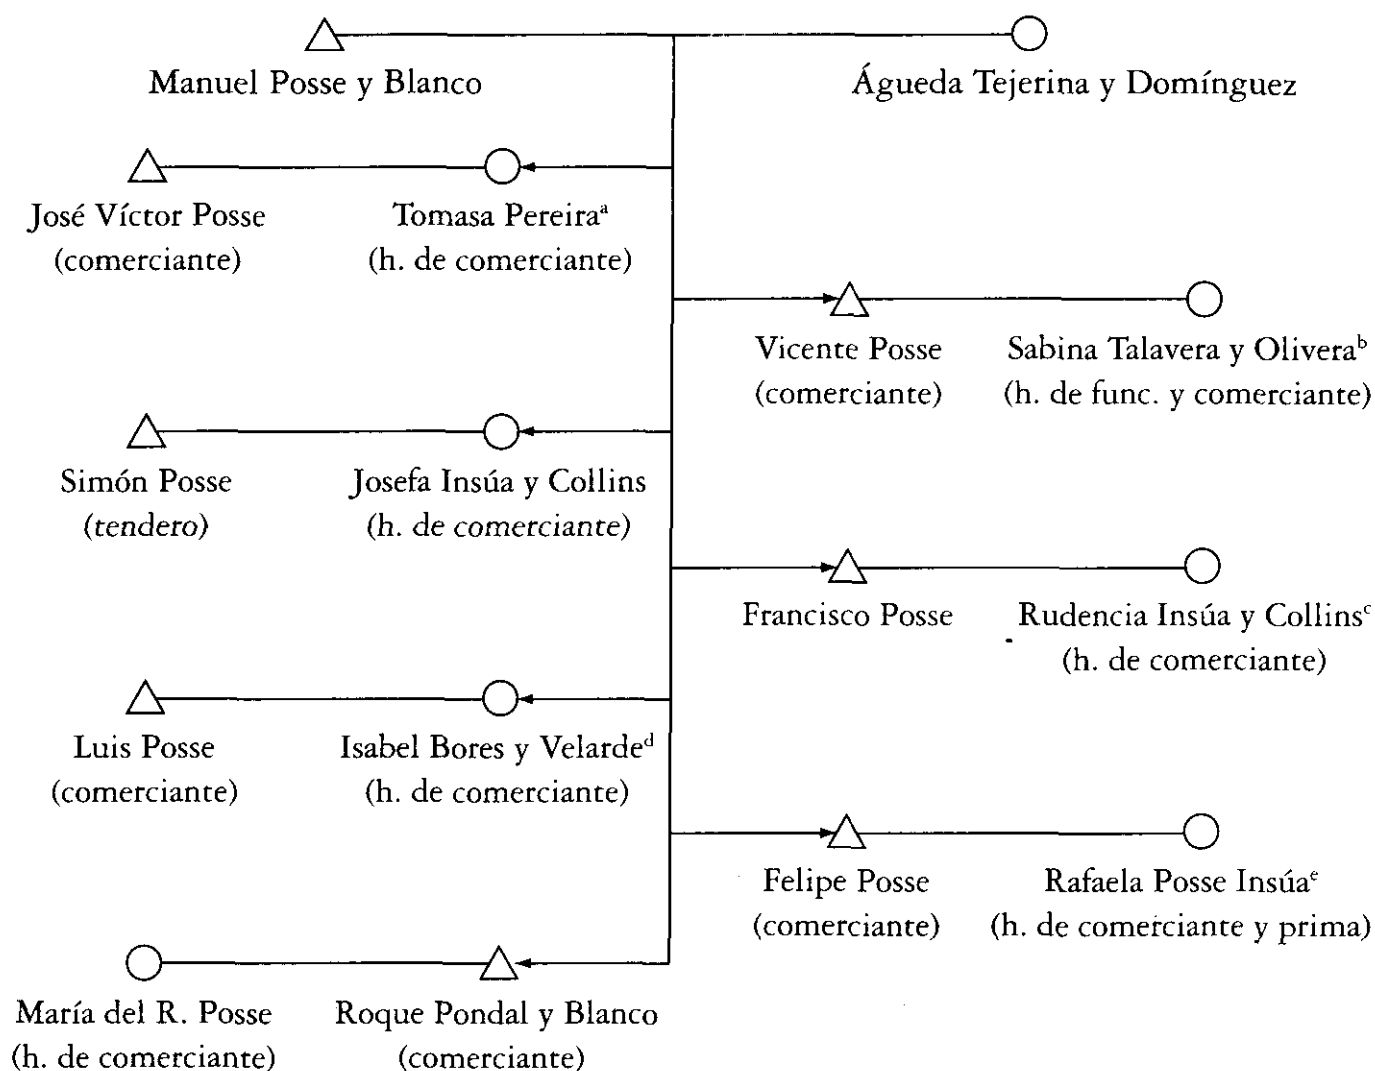 Manuel Posse y Blanco
Águeda Tejerina y Domínguez
José Víctor Posse
(comerciante)
Tomasa Pereiraᵃ
(h. de comerciante)
Vicente Posse
(comerciante)
Sabina Talavera y Oliveraᵇ
(h. de func. y comerciante)
Simón Posse
(tendero)
Josefa Insúa y Collins
(h. de comerciante)
Francisco Posse
Rudencia Insúa y Collinsᶜ
(h. de comerciante)
Luis Posse
(comerciante)
Isabel Bores y Velardeᵈ
(h. de comerciante)
Felipe Posse
(comerciante)
Rafaela Posse Insúaᵉ
(h. de comerciante y prima)
María del R. Posse
(h. de comerciante)
Roque Pondal y Blanco
(comerciante)